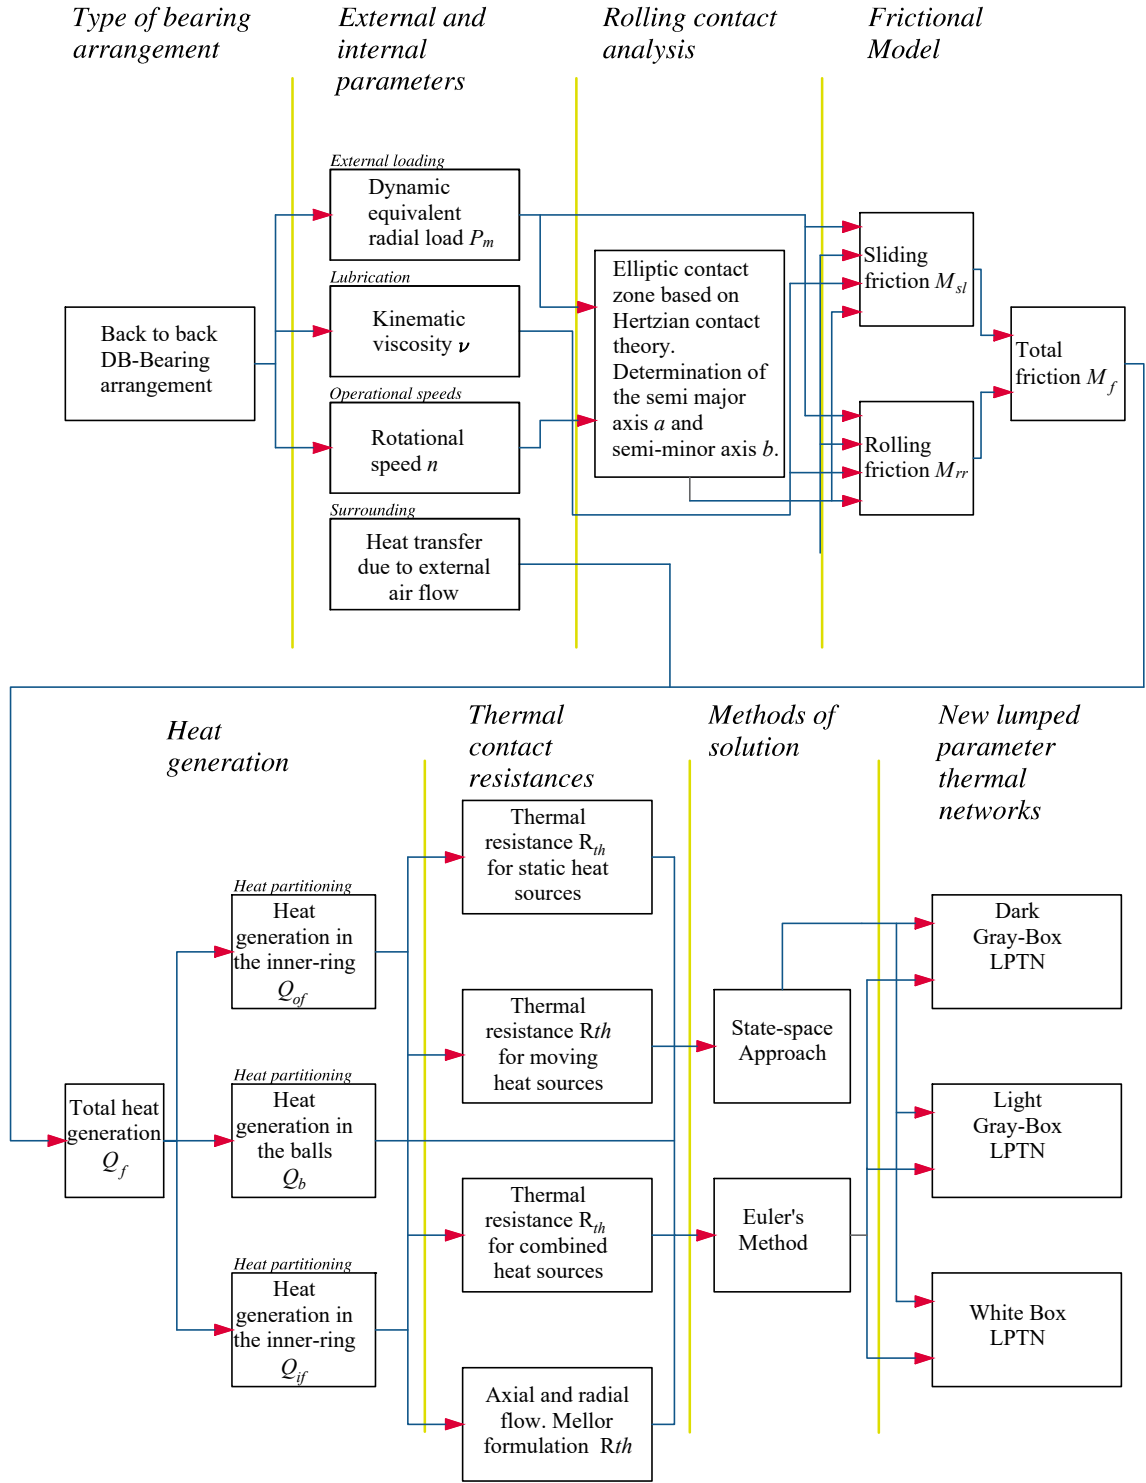 Type of bearing
arrangement
External and
internal
parameters
Rolling contact
analysis
Frictional
Model
External loading
Dynamic
equivalent
radial load Pm
Lubrication
Kinematic
viscosity ν
Operational speeds
Rotational
speed n
Surrounding
Heat transfer
due to external
air flow
Back to back
DB-Bearing
arrangement
Elliptic contact
zone based on
Hertzian contact
theory.
Determination of
the semi major
axis a and
semi-minor axis b.
Sliding
friction Msl
Rolling
friction Mrr
Total
friction Mf
Heat
generation
Thermal
contact
resistances
Methods of
solution
New lumped
parameter
thermal
networks
Total heat
generation
Qf
Heat partitioning
Heat
generation in
the inner-ring
Qof
Heat partitioning
Heat
generation in
the balls
Qb
Heat partitioning
Heat
generation in
the inner-ring
Qif
Thermal
resistance Rth
for static heat
sources
Thermal
resistance Rth
for moving
heat sources
Thermal
resistance Rth
for combined
heat sources
Axial and radial
flow. Mellor
formulation Rth
State-space
Approach
Euler's
Method
Dark
Gray-Box
LPTN
Light
Gray-Box
LPTN
White Box
LPTN